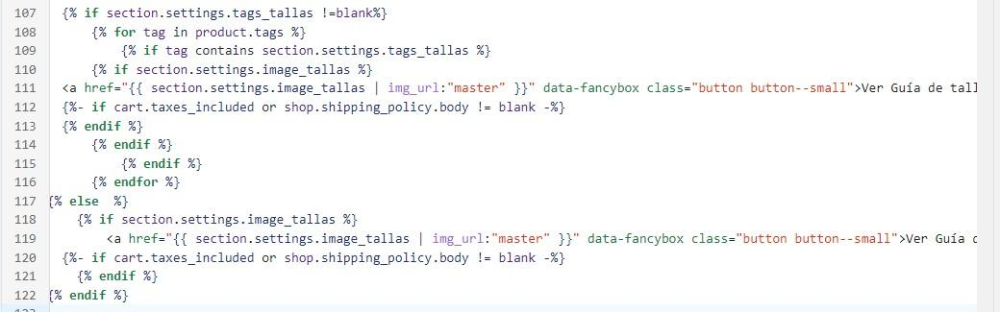 107 {% if section.settings.tags_tallas !=blank%}
108 {% for tag in product.tags %}
109 {% if tag contains section.settings.tags_tallas %}
110 {% if section.settings.image_tallas %}
111 <a href="{{ section.settings.image_tallas | img_url:"master" }}" data-fancybox class="button button--small">Ver Guía de tall
112 {%- if cart.taxes_included or shop.shipping_policy.body != blank -%}
113 {% endif %}
114 {% endif %}
115 {% endif %}
116 {% endfor %}
117 {% else  %}
118 {% if section.settings.image_tallas %}
119 <a href="{{ section.settings.image_tallas | img_url:"master" }}" data-fancybox class="button button--small">Ver Guía
120 {%- if cart.taxes_included or shop.shipping_policy.body != blank -%}
121 {% endif %}
122 {% endif %}